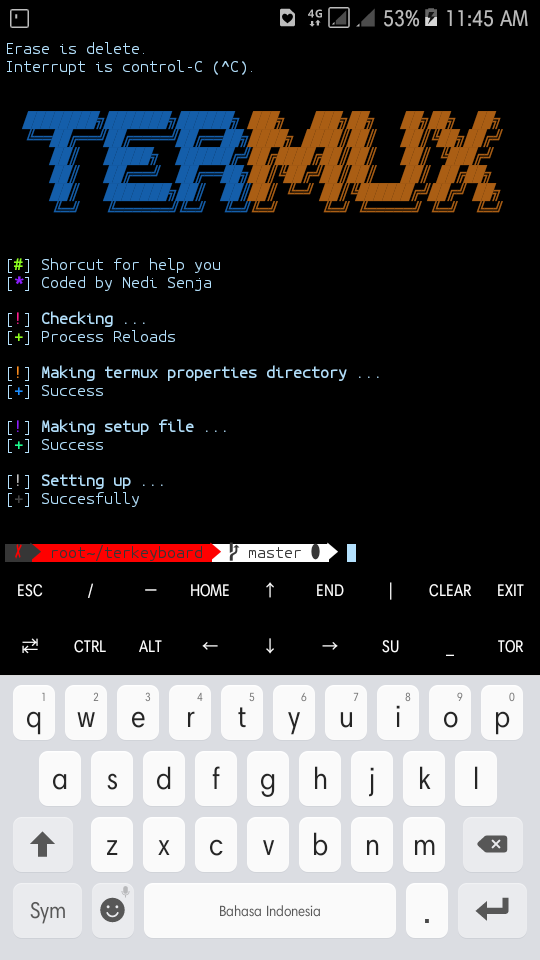 4G 53% 11:45 AM
Erase is delete.
Interrupt is control-C (^C).
TERMUX
[#] Shorcut for help you
[*] Coded by Nedi Senja
[!] Checking ...
[+] Process Reloads
[!] Making termux properties directory ...
[+] Success
[!] Making setup file ...
[+] Success
[!] Setting up ...
[+] Succesfully
✗ root~/terkeyboard master
ESC / — HOME ↑ END | CLEAR EXIT
⇄ CTRL ALT ← ↓ → SU _ TOR
1 2 3 4 5 6 7 8 9 0
q w e r t y u i o p
a s d f g h j k l
z x c v b n m
Sym Bahasa Indonesia .